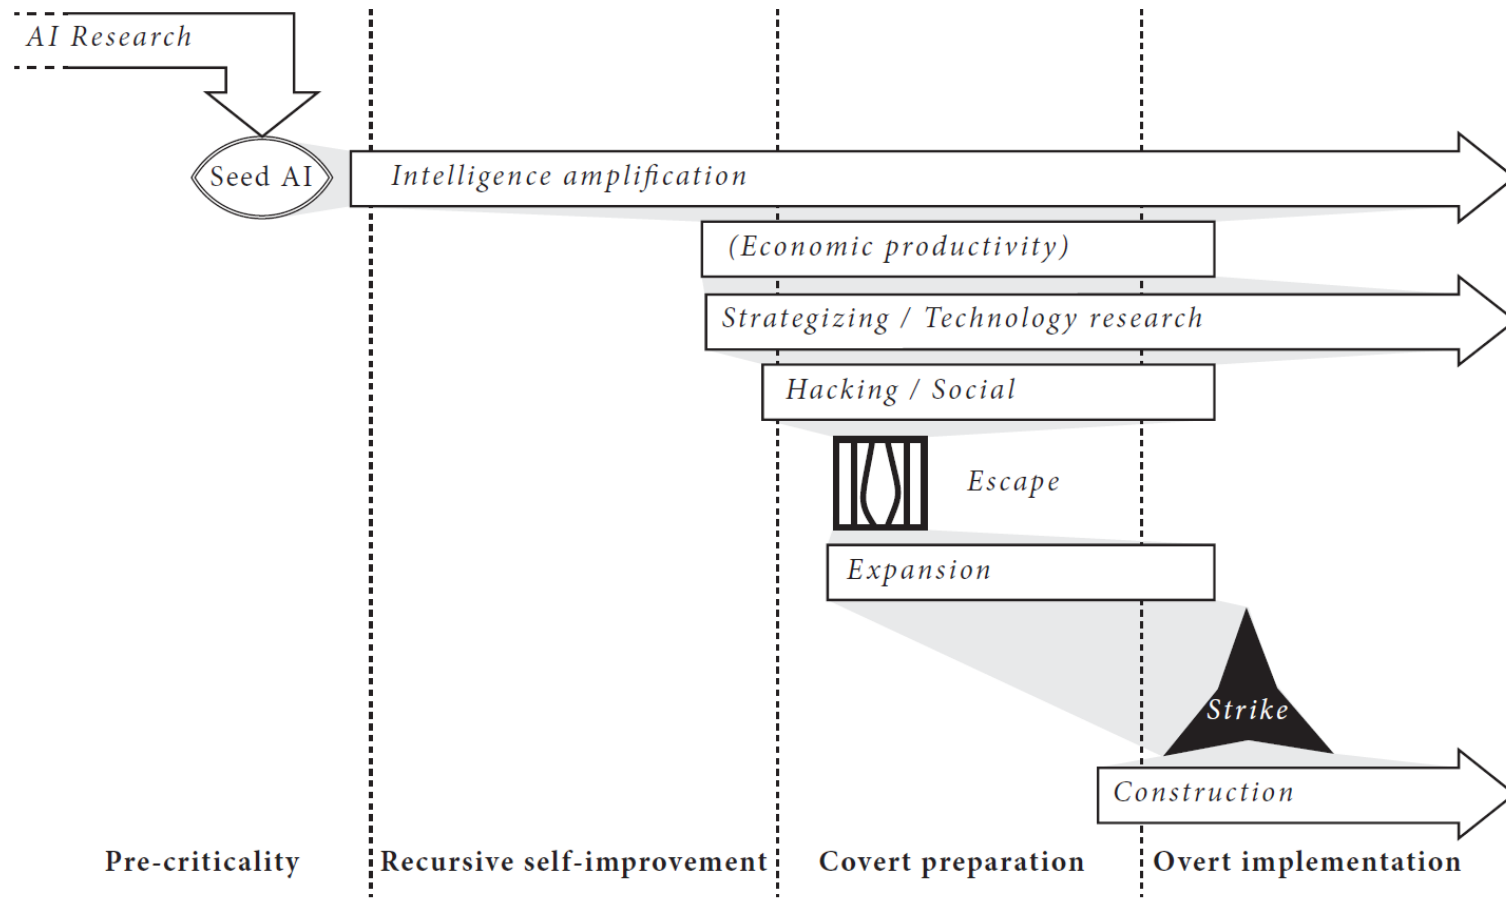 AI Research
Seed AI
Intelligence amplification
(Economic productivity)
Strategizing / Technology research
Hacking / Social
Escape
Expansion
Strike
Construction
Pre-criticality
Recursive self-improvement
Covert preparation
Overt implementation